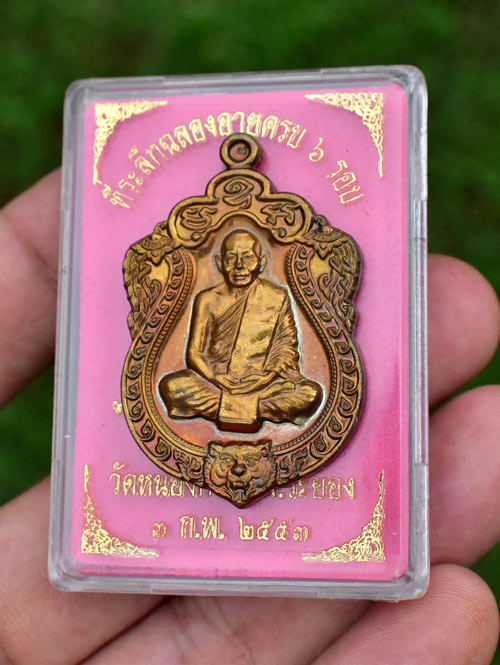 ที่ระลึกฉลองอายุครบ ๖ รอบ
วัดหนอง ระยอง
๓ ก.พ. ๒๕๕๓